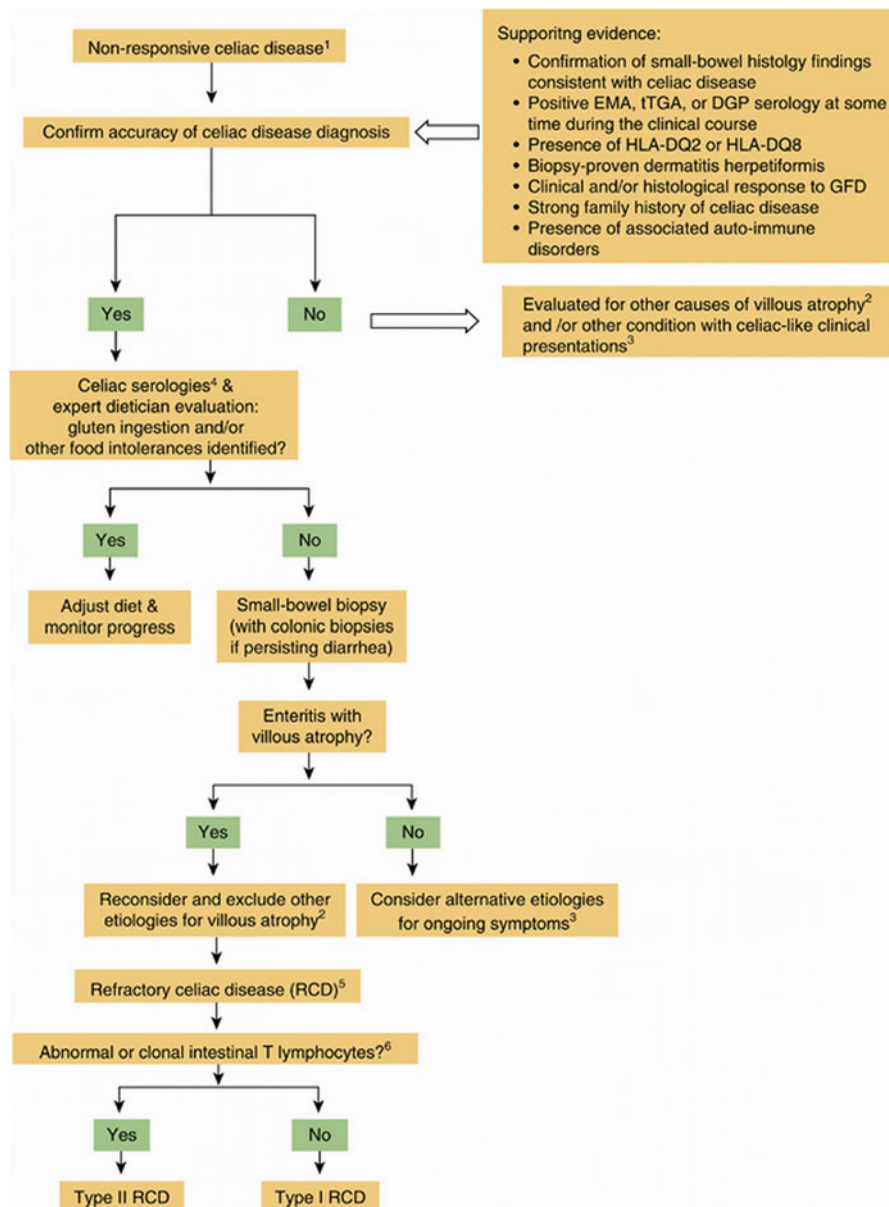 Non-responsive celiac disease¹
Supporitng evidence:
• Confirmation of small-bowel histolgy findings
consistent with celiac disease
• Positive EMA, tTGA, or DGP serology at some
time during the clinical course
• Presence of HLA-DQ2 or HLA-DQ8
• Biopsy-proven dermatitis herpetiformis
• Clinical and/or histological response to GFD
• Strong family history of celiac disease
• Presence of associated auto-immune
disorders
Confirm accuracy of celiac disease diagnosis
Yes
No
Evaluated for other causes of villous atrophy²
and /or other condition with celiac-like clinical
presentations³
Celiac serologies⁴ &
expert dietician evaluation:
gluten ingestion and/or
other food intolerances identified?
Yes
No
Adjust diet &
monitor progress
Small-bowel biopsy
(with colonic biopsies
if persisting diarrhea)
Enteritis with
villous atrophy?
Yes
No
Reconsider and exclude other
etiologies for villous atrophy²
Consider alternative etiologies
for ongoing symptoms³
Refractory celiac disease (RCD)⁵
Abnormal or clonal intestinal T lymphocytes?⁶
Yes
No
Type II RCD
Type I RCD